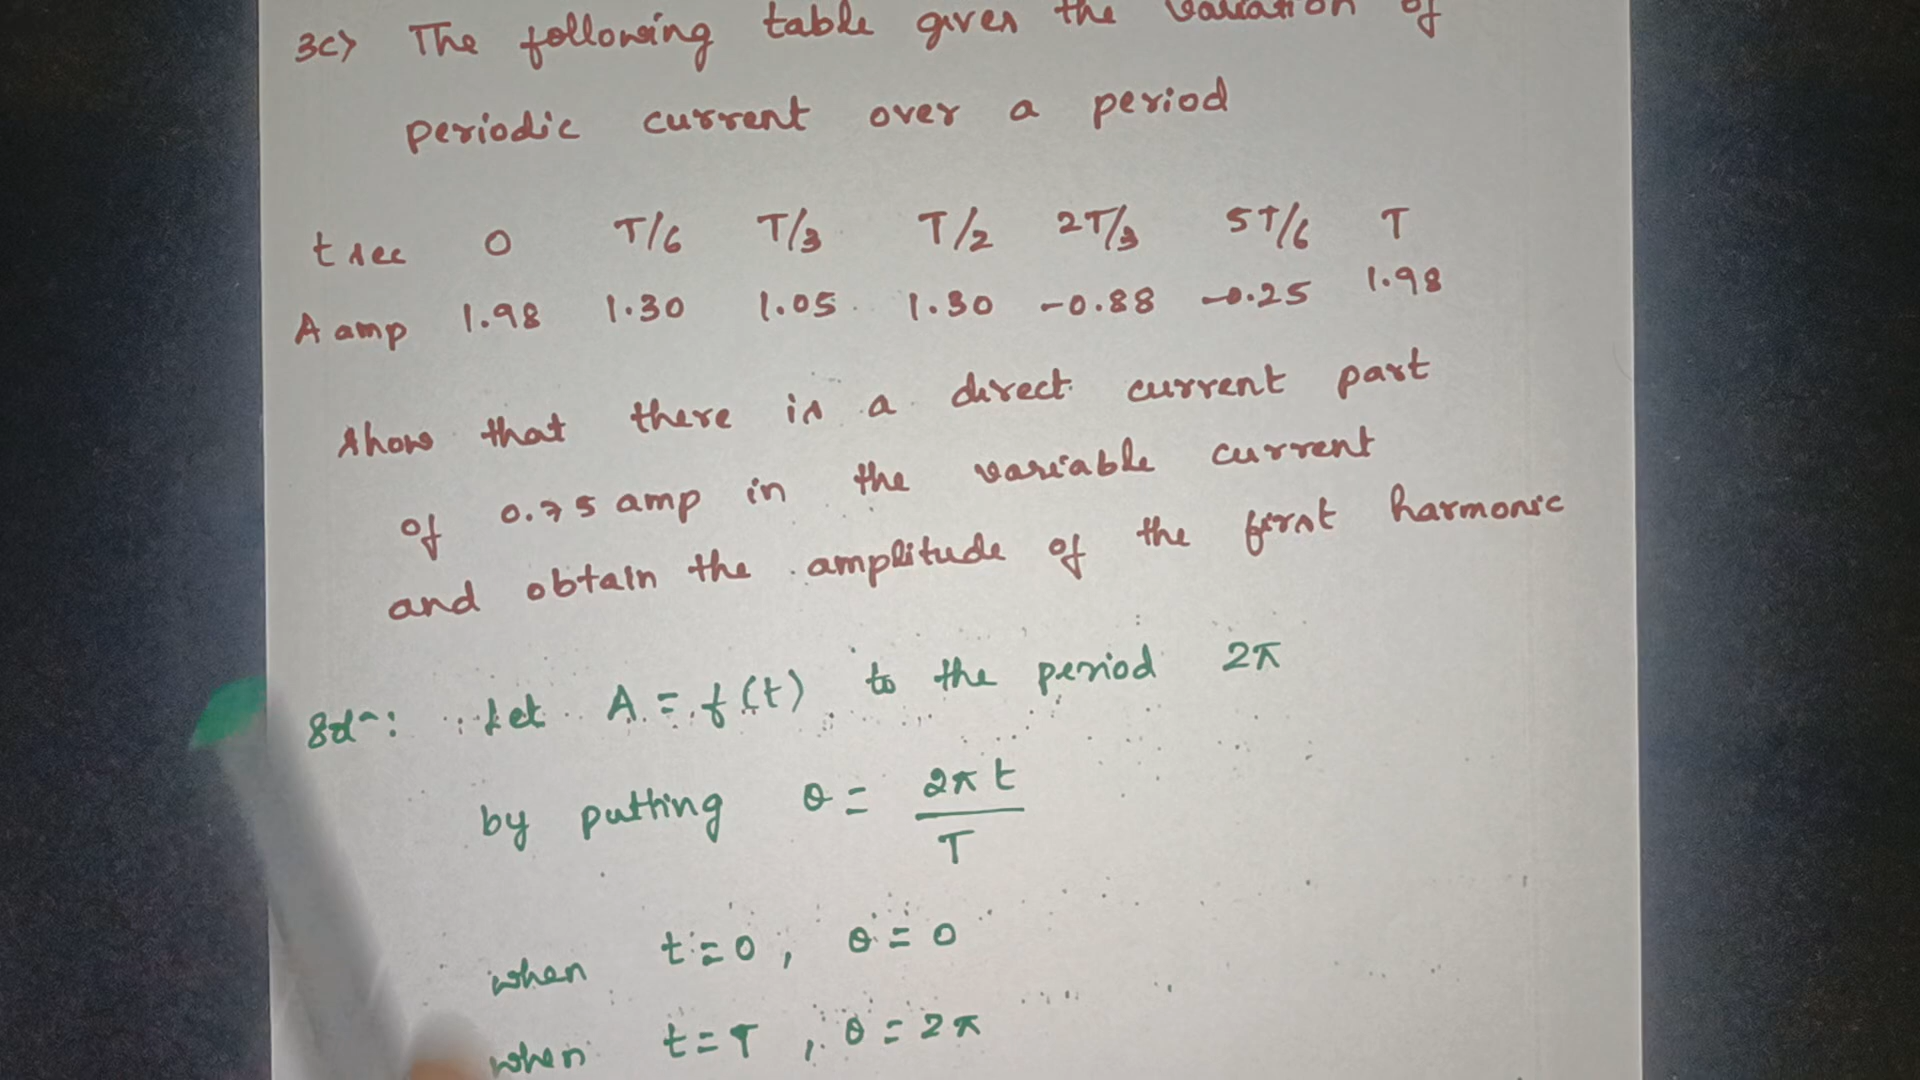 3c> The following table gives the variation of
periodic current over a period
t sec 0 T/6 T/3 T/2 2T/3 5T/6 T
A amp 1.98 1.30 1.05 1.30 -0.88 -0.25 1.98
show that there is a direct current part
of 0.75 amp in the variable current
and obtain the amplitude of the first harmonic
Soln: Let A = f(t) to the period 2π
by putting θ = 2πt/T
when t=0, θ=0
when t=T, θ=2π